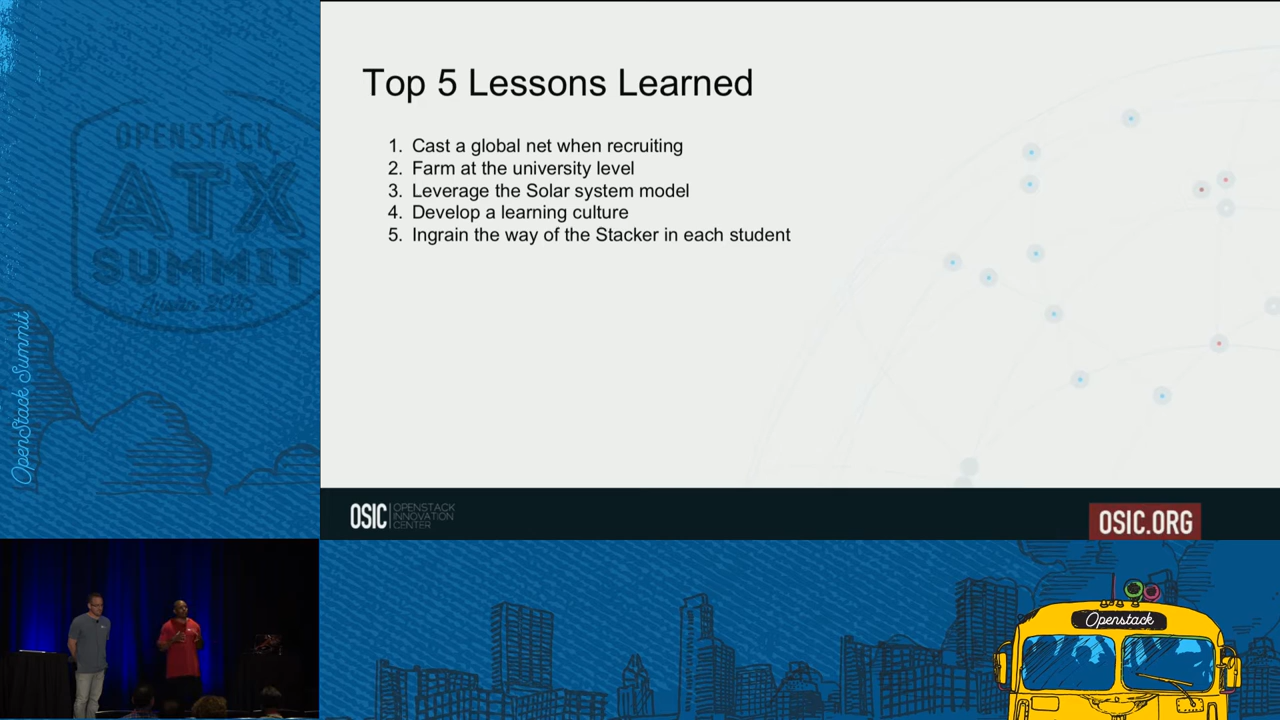 OPENSTACK
ATX
SUMMIT
Austin 2016
OpenStack Summit
Top 5 Lessons Learned
1. Cast a global net when recruiting
2. Farm at the university level
3. Leverage the Solar system model
4. Develop a learning culture
5. Ingrain the way of the Stacker in each student
OSIC
OPENSTACK
INNOVATION
CENTER
OSIC.ORG
Openstack